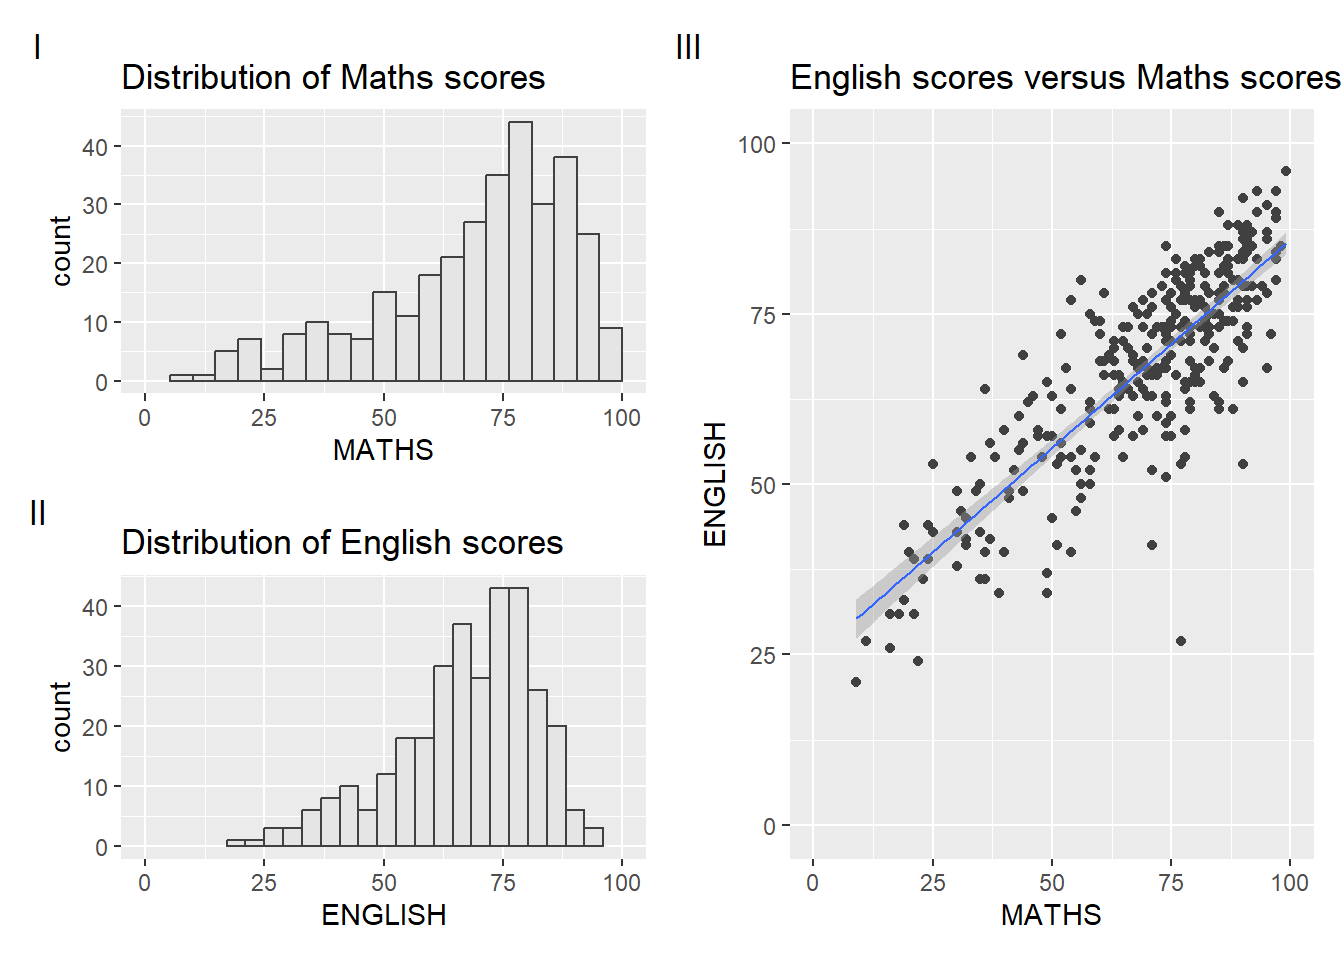 I
Distribution of Maths scores
40
30
20
10
0
count
0 25 50 75 100
MATHS
II
Distribution of English scores
40
30
20
10
0
count
0 25 50 75 100
ENGLISH
III
English scores versus Maths scores
100
75
50
25
0
ENGLISH
0 25 50 75 100
MATHS